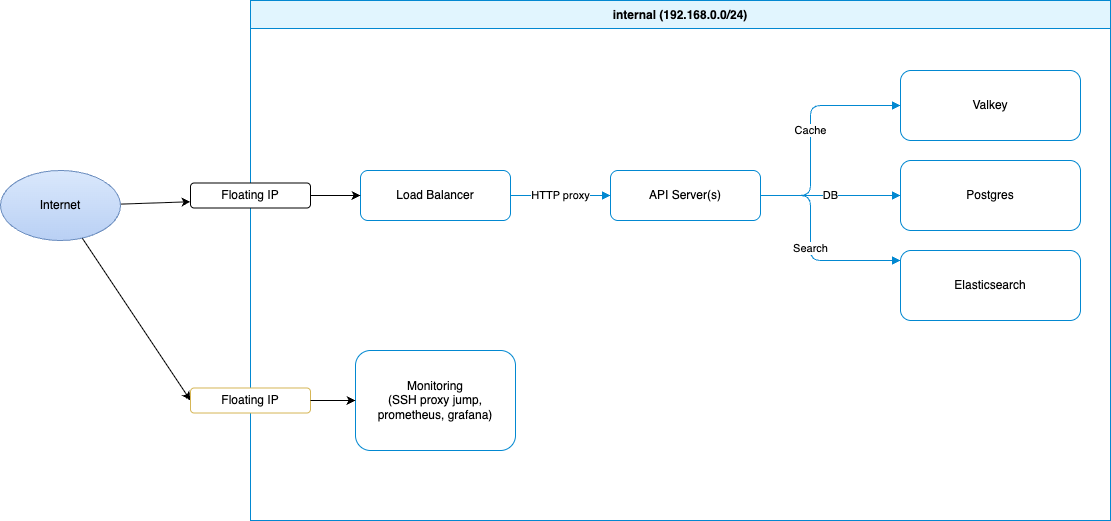 internal (192.168.0.0/24)
Valkey
Cache
Internet
Floating IP
Load Balancer
HTTP proxy
API Server(s)
DB
Postgres
Search
Elasticsearch
Floating IP
Monitoring
(SSH proxy jump,
prometheus, grafana)